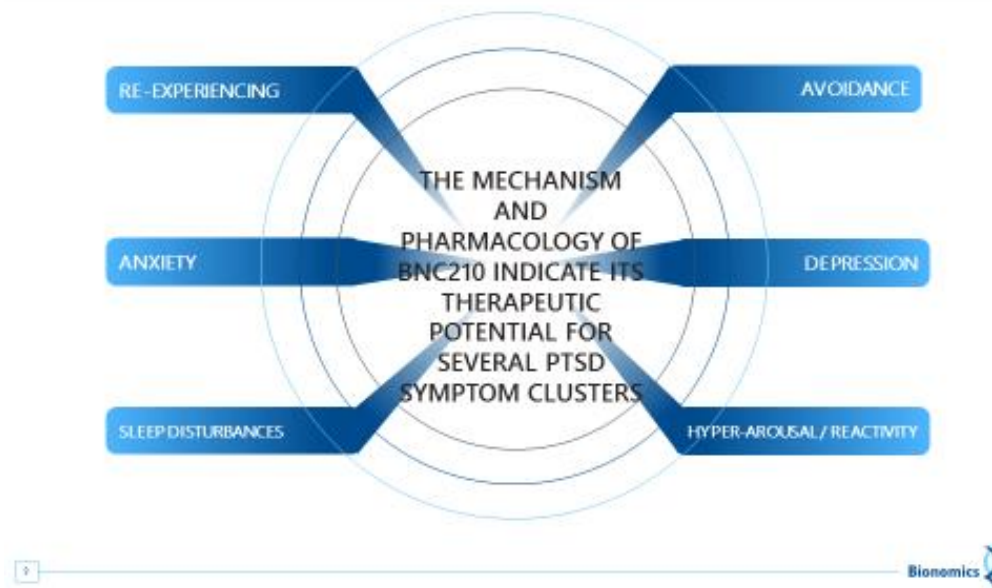 RE-EXPERIENCING
AVOIDANCE
THE MECHANISM
AND
PHARMACOLOGY OF
BNC210 INDICATE ITS
THERAPEUTIC
POTENTIAL FOR
SEVERAL PTSD
SYMPTOM CLUSTERS
ANXIETY
DEPRESSION
SLEEP DISTURBANCES
HYPER-AROUSAL / REACTIVITY
9
Bionomics